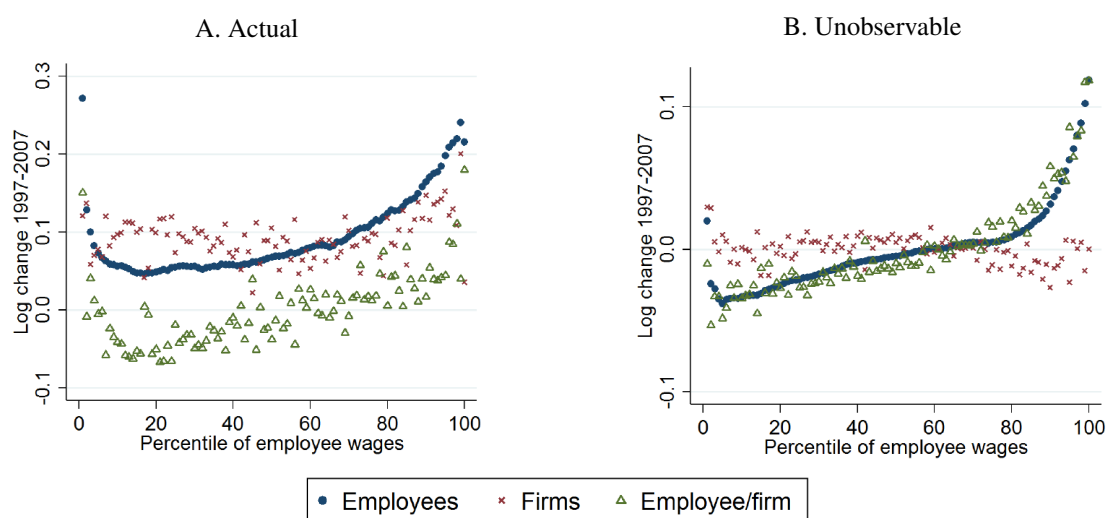 A. Actual
B. Unobservable
Log change 1997-2007
0.3
0.2
0.1
0.0
-0.1
0 20 40 60 80 100
Percentile of employee wages
Log change 1997-2007
0.1
0.0
-0.1
0 20 40 60 80 100
Percentile of employee wages
Employees Firms Employee/firm